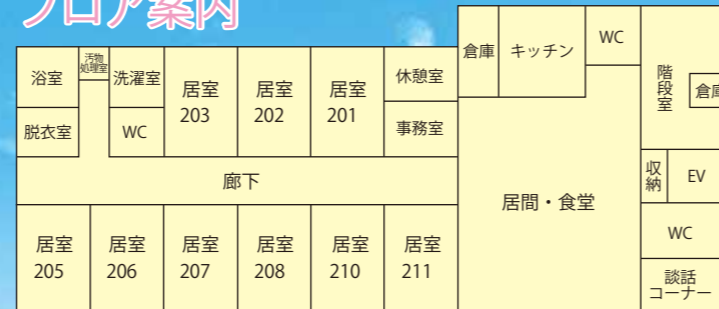 フロア案内
倉庫
キッチン
WC
浴室
汚物
処理室
洗濯室
居室
203
居室
202
居室
201
休憩室
階段室
倉庫
脱衣室
WC
事務室
廊下
居間・食堂
収納
EV
居室
205
居室
206
居室
207
居室
208
居室
210
居室
211
WC
談話
コーナー